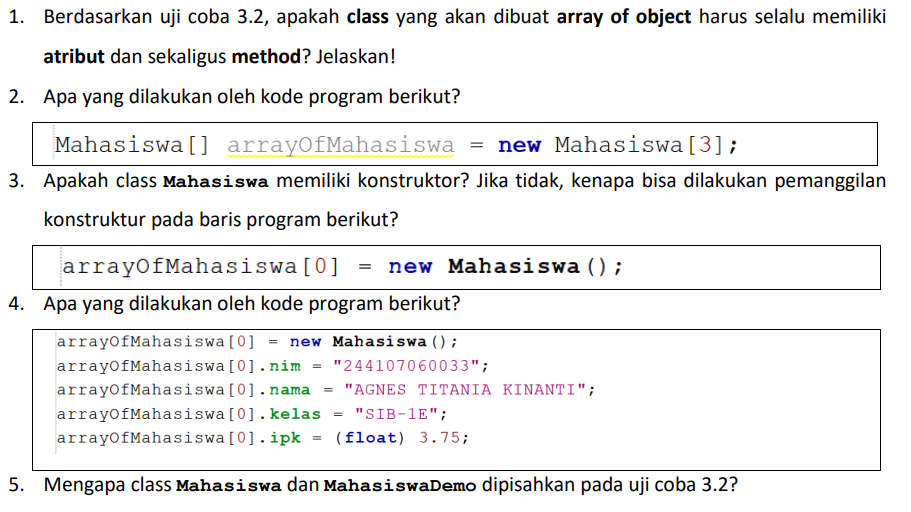 1. Berdasarkan uji coba 3.2, apakah class yang akan dibuat array of object harus selalu memiliki
atribut dan sekaligus method? Jelaskan!
2. Apa yang dilakukan oleh kode program berikut?
Mahasiswa[] arrayOfMahasiswa = new Mahasiswa[3];
3. Apakah class Mahasiswa memiliki konstruktor? Jika tidak, kenapa bisa dilakukan pemanggilan
konstruktur pada baris program berikut?
arrayOfMahasiswa[0] = new Mahasiswa();
4. Apa yang dilakukan oleh kode program berikut?
arrayOfMahasiswa[0] = new Mahasiswa();
arrayOfMahasiswa[0].nim = "244107060033";
arrayOfMahasiswa[0].nama = "AGNES TITANIA KINANTI";
arrayOfMahasiswa[0].kelas = "SIB-1E";
arrayOfMahasiswa[0].ipk = (float) 3.75;
5. Mengapa class Mahasiswa dan MahasiswaDemo dipisahkan pada uji coba 3.2?